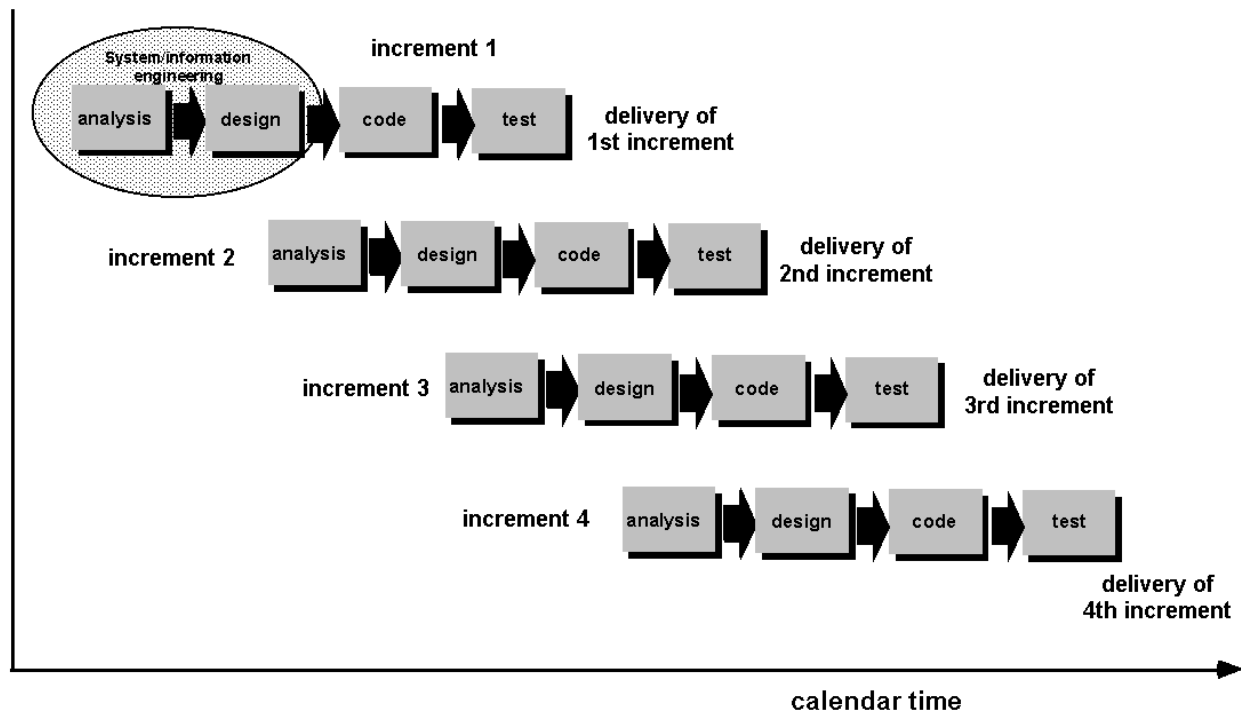 increment 1
System/information
engineering
analysis
design
code
test
delivery of
1st increment
increment 2
analysis
design
code
test
delivery of
2nd increment
increment 3
analysis
design
code
test
delivery of
3rd increment
increment 4
analysis
design
code
test
delivery of
4th increment
calendar time